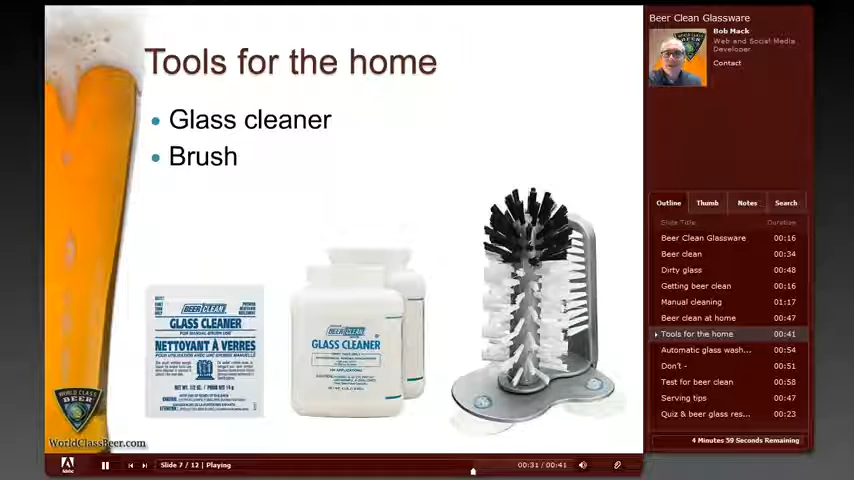 Tools for the home
• Glass cleaner
• Brush
BEER CLEAN
GLASS CLEANER
NETTOYANT À VERRES
BEER CLEAN
GLASS CLEANER
WORLD CLASS
BEER
WorldClassBeer.com
Beer Clean Glassware
Bob Mack
Web and Social Media
Developer
Contact
Outline Thumb Notes Search
Slide Title Duration
Beer Clean Glassware 00:16
Beer clean 00:34
Dirty glass 00:48
Getting beer clean 00:16
Manual cleaning 01:17
Beer clean at home 00:47
Tools for the home 00:41
Automatic glass wash... 00:54
Don't - 00:51
Test for beer clean 00:58
Serving tips 00:47
Quiz & beer glass res... 00:23
4 Minutes 59 Seconds Remaining
Adobe
Slide 7 / 12 | Playing
00:31 / 00:41